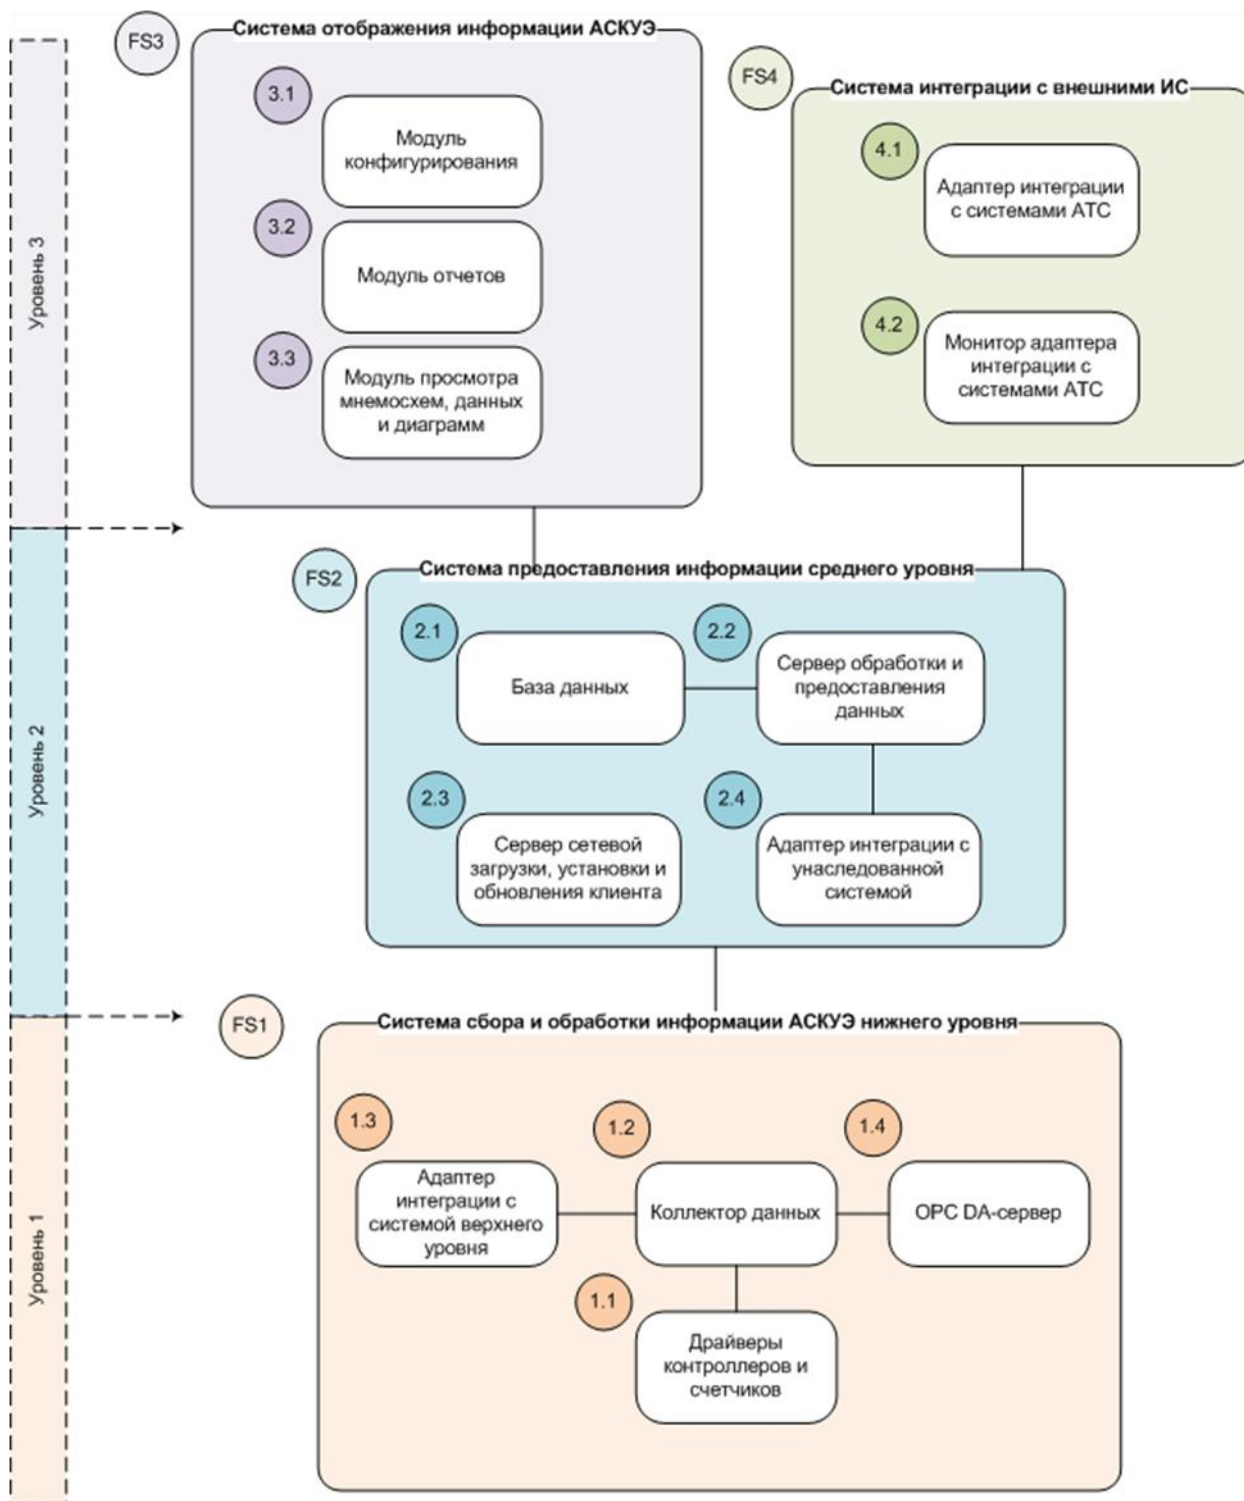 FS3
Система отображения информации АСКУЭ
3.1
Модуль
конфигурирования
3.2
Модуль отчетов
3.3
Модуль просмотра
мнемосхем, данных
и диаграмм
FS4
Система интеграции с внешними ИС
4.1
Адаптер интеграции
с системами АТС
4.2
Монитор адаптера
интеграции с
системами АТС
Уровень 3
FS2
Система предоставления информации среднего уровня
2.1
База данных
2.2
Сервер обработки и
предоставления
данных
2.3
Сервер сетевой
загрузки, установки и
обновления клиента
2.4
Адаптер интеграции с
унаследованной
системой
Уровень 2
FS1
Система сбора и обработки информации АСКУЭ нижнего уровня
1.3
Адаптер
интеграции с
системой верхнего
уровня
1.2
Коллектор данных
1.4
OPC DA-сервер
1.1
Драйверы
контроллеров и
счетчиков
Уровень 1